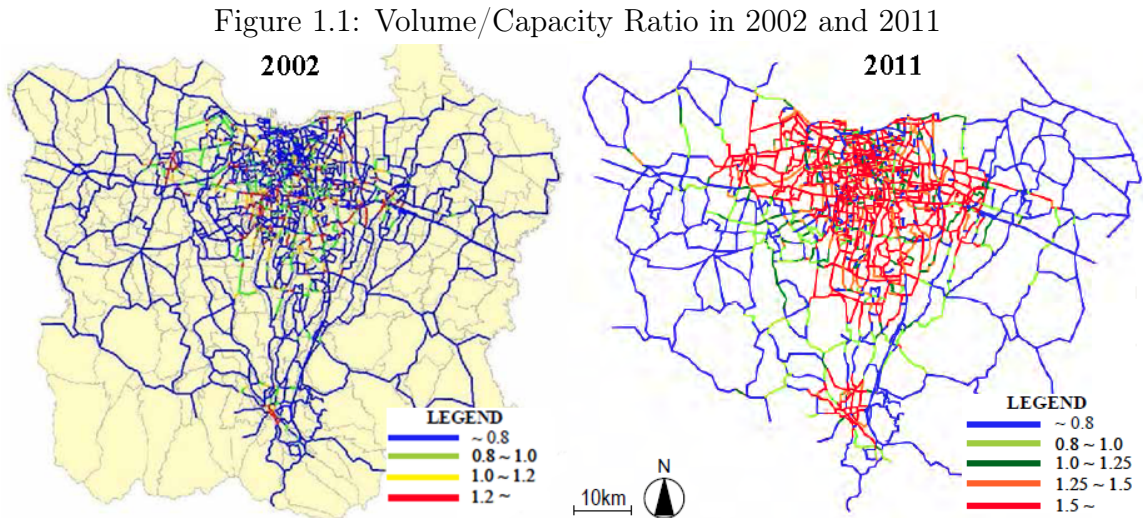 Figure 1.1: Volume/Capacity Ratio in 2002 and 2011
2002
LEGEND
~ 0.8
0.8 ~ 1.0
1.0 ~ 1.2
1.2 ~
2011
N
10km
LEGEND
~ 0.8
0.8 ~ 1.0
1.0 ~ 1.25
1.25 ~ 1.5
1.5 ~